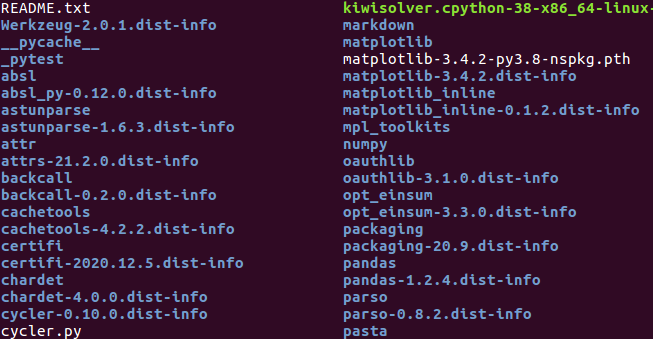 README.txt
Werkzeug-2.0.1.dist-info
__pycache__
_pytest
absl
absl_py-0.12.0.dist-info
astunparse
astunparse-1.6.3.dist-info
attr
attrs-21.2.0.dist-info
backcall
backcall-0.2.0.dist-info
cachetools
cachetools-4.2.2.dist-info
certifi
certifi-2020.12.5.dist-info
chardet
chardet-4.0.0.dist-info
cycler-0.10.0.dist-info
cycler.py
kiwisolver.cpython-38-x86_64-linux-
markdown
matplotlib
matplotlib-3.4.2-py3.8-nspkg.pth
matplotlib-3.4.2.dist-info
matplotlib_inline
matplotlib_inline-0.1.2.dist-info
mpl_toolkits
numpy
oauthlib
oauthlib-3.1.0.dist-info
opt_einsum
opt_einsum-3.3.0.dist-info
packaging
packaging-20.9.dist-info
pandas
pandas-1.2.4.dist-info
parso
parso-0.8.2.dist-info
pasta